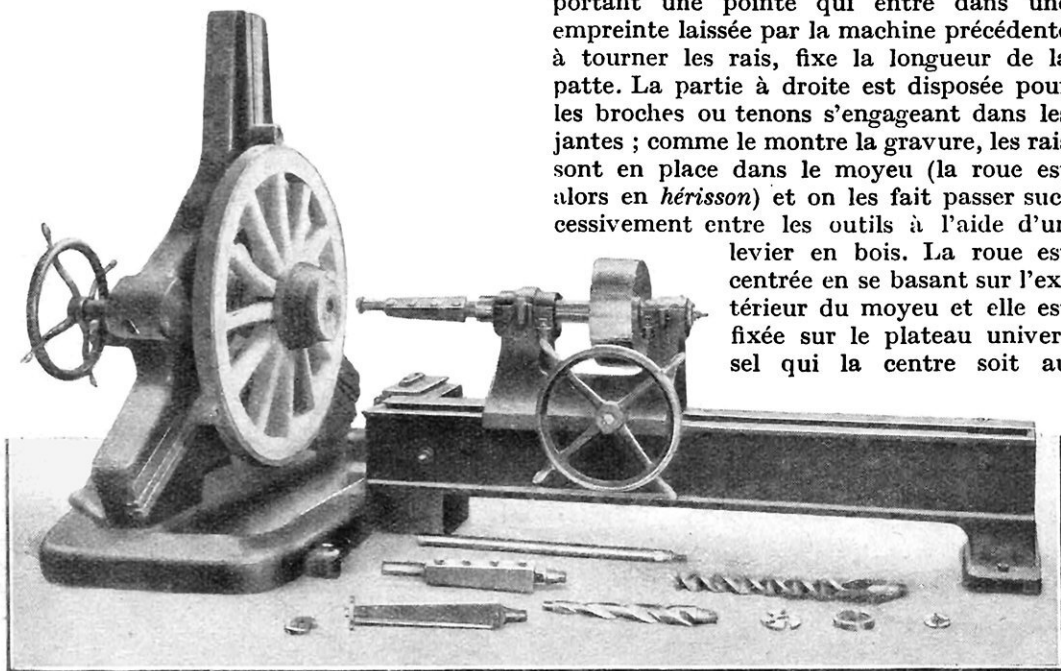 portant une pointe qui entre dans une
empreinte laissée par la machine précédente
à tourner les rais, fixe la longueur de la
patte. La partie à droite est disposée pour
les broches ou tenons s'engageant dans les
jantes ; comme le montre la gravure, les rais
sont en place dans le moyeu (la roue est
alors en hérisson) et on les fait passer suc
cessivement entre les outils à l'aide d'un
levier en bois. La roue est
centrée en se basant sur l'ex
térieur du moyeu et elle est
fixée sur le plateau univer
sel qui la centre soit au